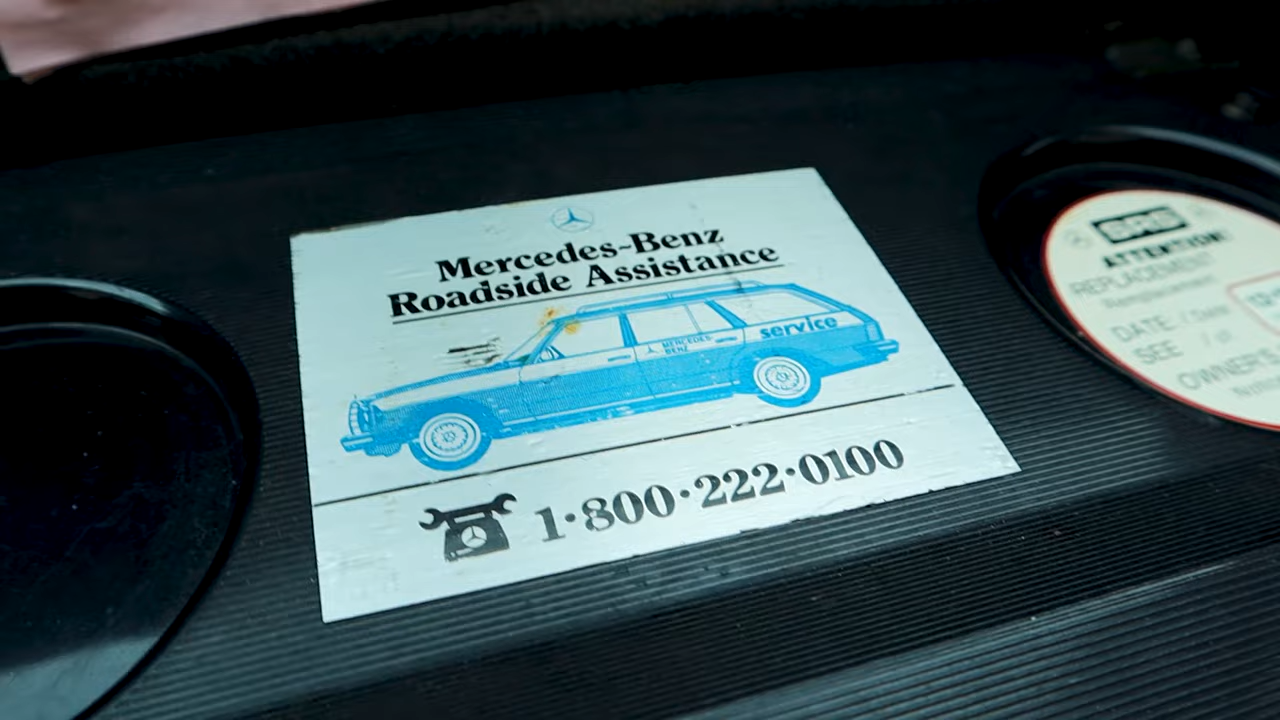 Mercedes-Benz
Roadside Assistance
service
MERCEDES-
BENZ
1·800·222·0100
SRS
ATTENTION!
REPLACEMENT
DATE:
SEE
OWNER'S